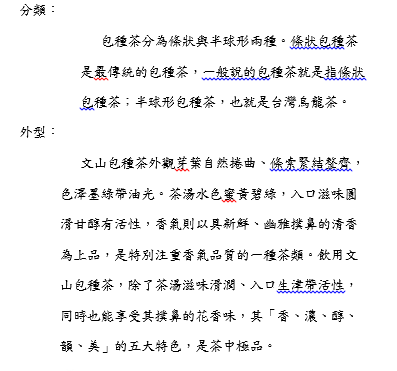 分類：
包種茶分為條狀與半球形兩種。條狀包種茶
是最傳統的包種茶，一般說的包種茶就是指條狀
包種茶；半球形包種茶，也就是台灣烏龍茶。
外型：
文山包種茶外觀芽葉自然捲曲、條索緊結整齊，
色澤墨綠帶油光。茶湯水色蜜黃碧綠，入口滋味圓
滑甘醇有活性，香氣則以具新鮮、幽雅撲鼻的清香
為上品，是特別注重香氣品質的一種茶類。飲用文
山包種茶，除了茶湯滋味滑潤、入口生津帶活性，
同時也能享受其撲鼻的花香味，其「香、濃、醇、
韻、美」的五大特色，是茶中極品。